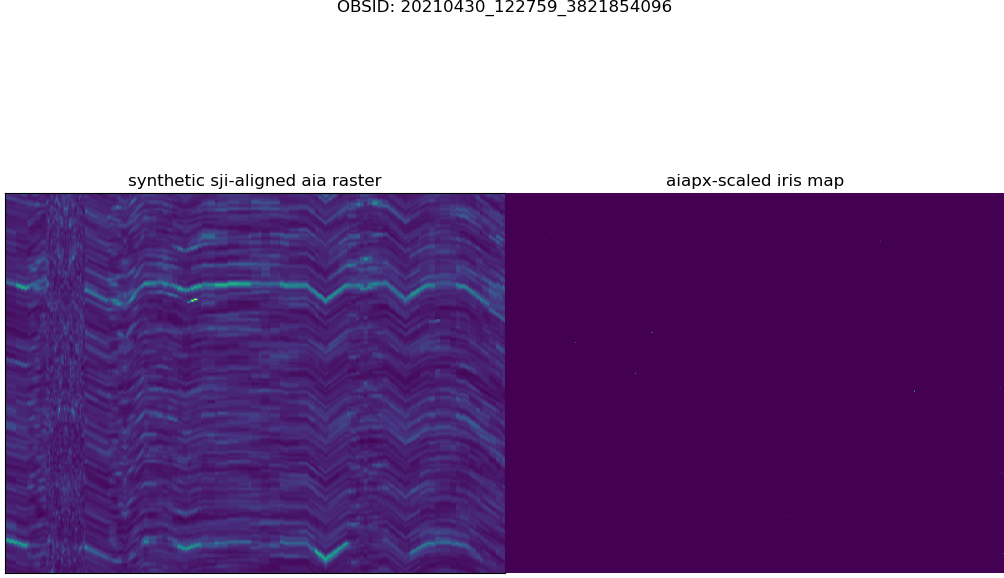 OBSID: 20210430_122759_3821854096
synthetic sji-aligned aia raster
aiapx-scaled iris map